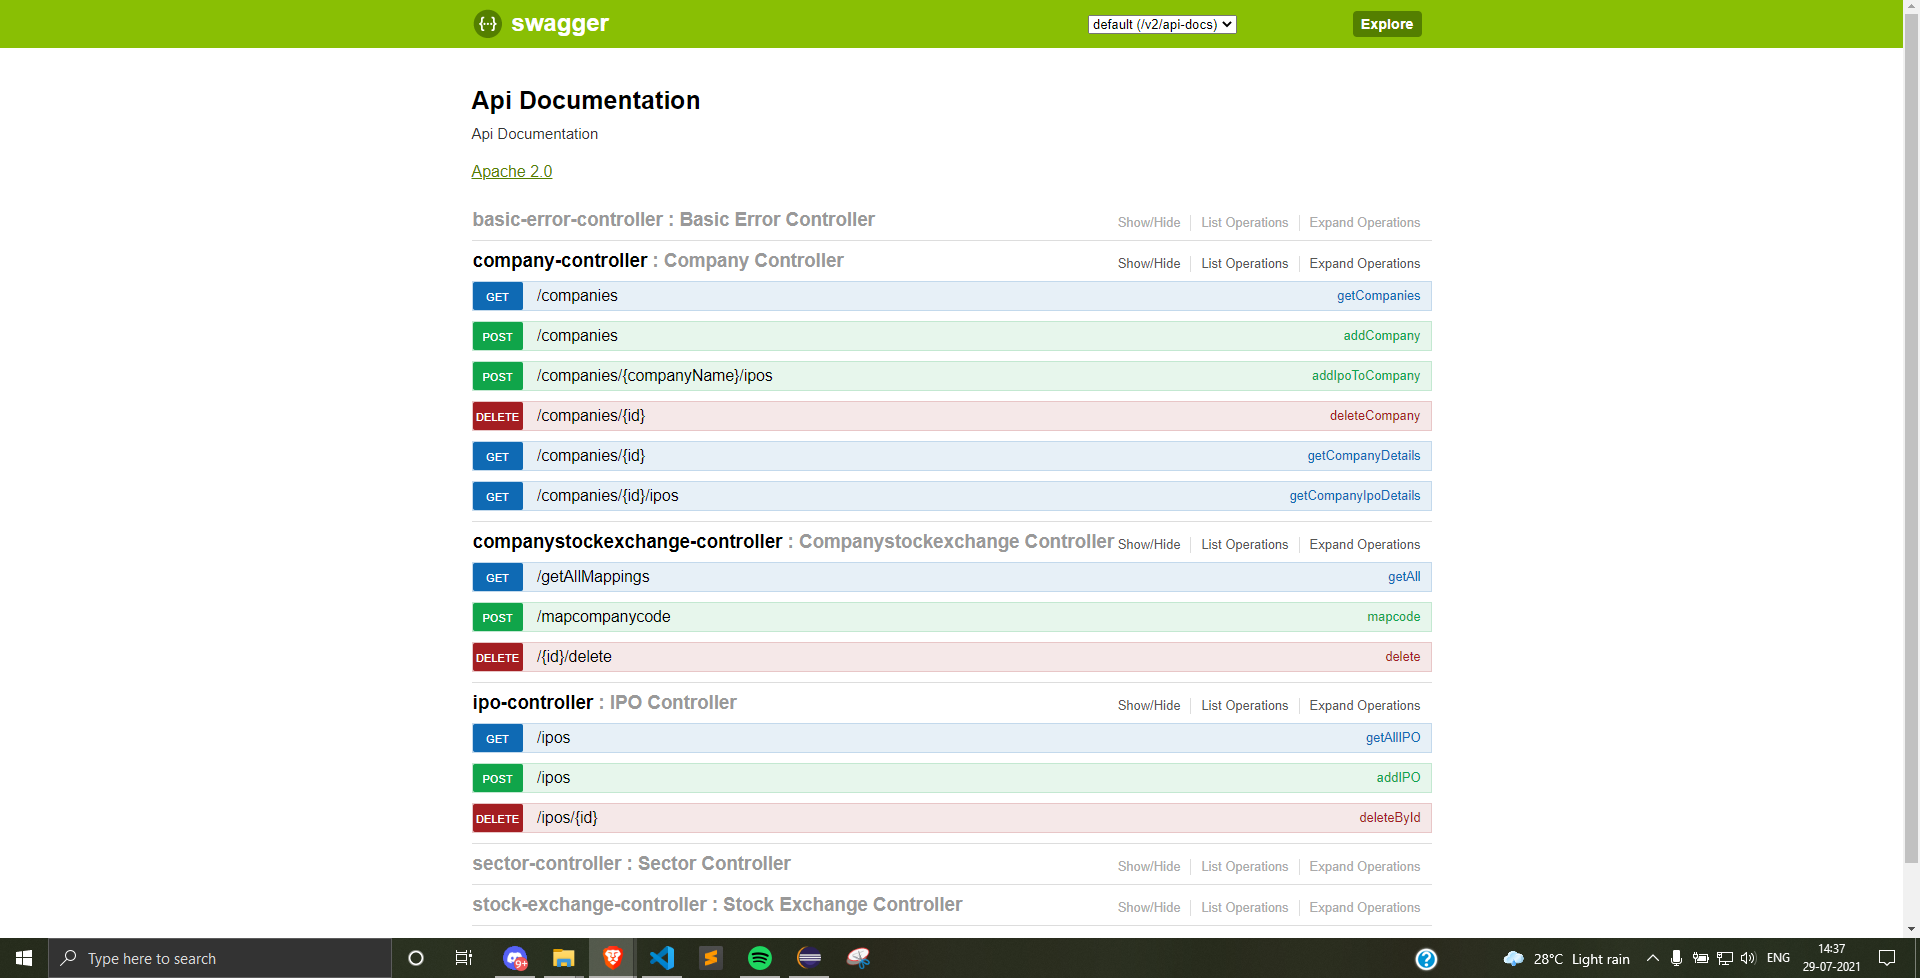 {···} swagger default (/v2/api-docs) Explore
Api Documentation
Api Documentation
Apache 2.0
basic-error-controller : Basic Error Controller Show/Hide List Operations Expand Operations
company-controller : Company Controller Show/Hide List Operations Expand Operations
GET /companies getCompanies
POST /companies addCompany
POST /companies/{companyName}/ipos addIpoToCompany
DELETE /companies/{id} deleteCompany
GET /companies/{id} getCompanyDetails
GET /companies/{id}/ipos getCompanyIpoDetails
companystockexchange-controller : Companystockexchange Controller Show/Hide List Operations Expand Operations
GET /getAllMappings getAll
POST /mapcompanycode mapcode
DELETE /{id}/delete delete
ipo-controller : IPO Controller Show/Hide List Operations Expand Operations
GET /ipos getAllIPO
POST /ipos addIPO
DELETE /ipos/{id} deleteById
sector-controller : Sector Controller Show/Hide List Operations Expand Operations
stock-exchange-controller : Stock Exchange Controller Show/Hide List Operations Expand Operations
Type here to search 9+ 28°C Light rain ENG 14:37
29-07-2021